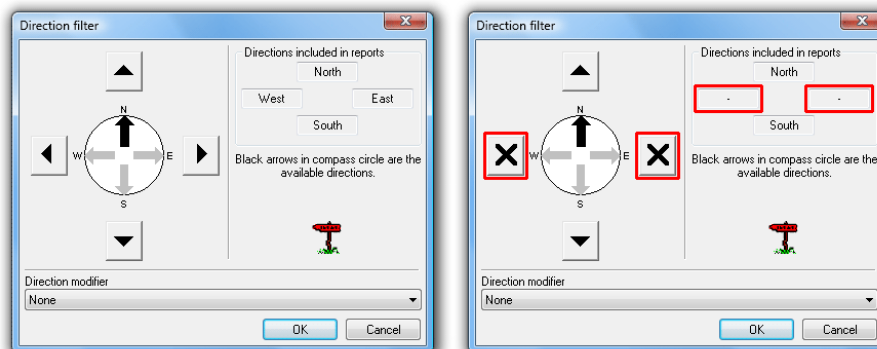 Direction filter
Directions included in reports
North
West East
South
N
W E
S
Black arrows in compass circle are the
available directions.
Direction modifier
None
OK Cancel
Direction filter
Directions included in reports
North
- -
South
N
W E
S
Black arrows in compass circle are the
available directions.
Direction modifier
None
OK Cancel